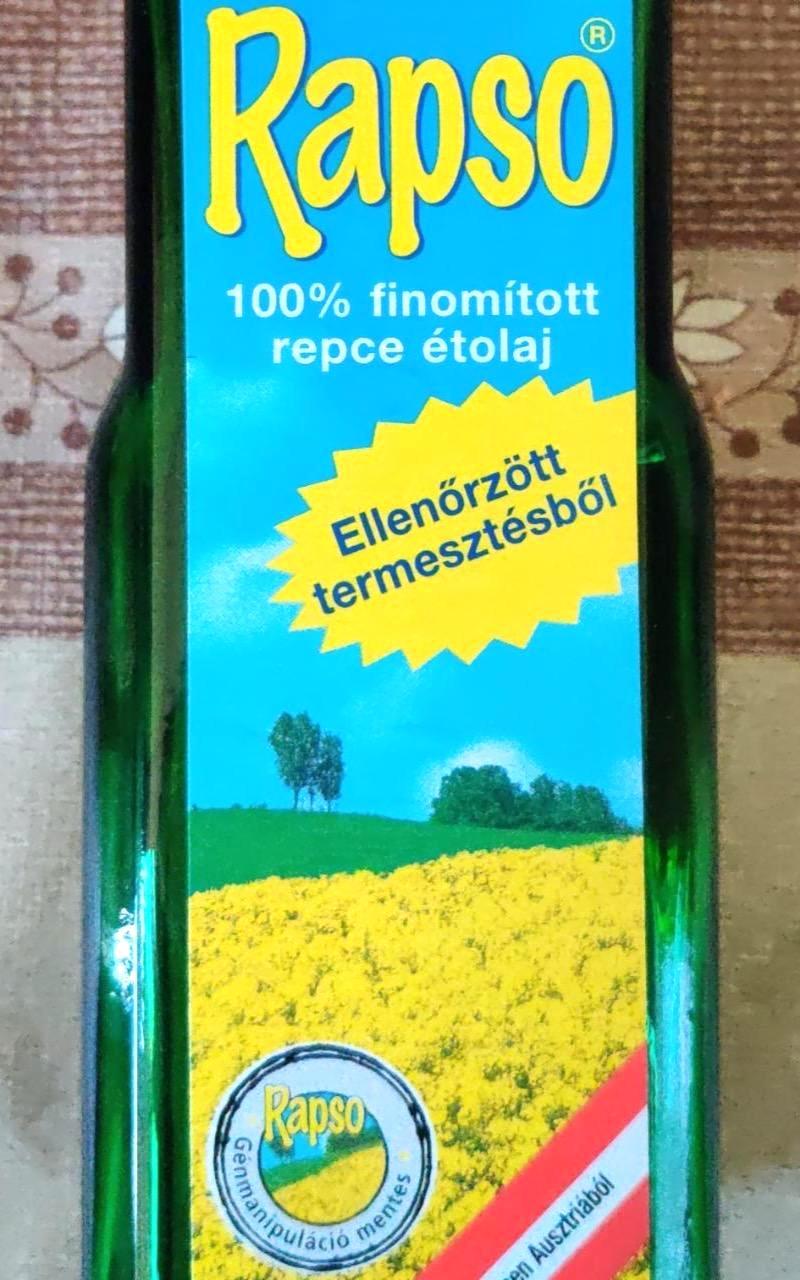 Rapso®
100% finomított
repce étolaj
Ellenőrzött
termesztésből
Rapso
Génmanipuláció mentes
Ausztriából